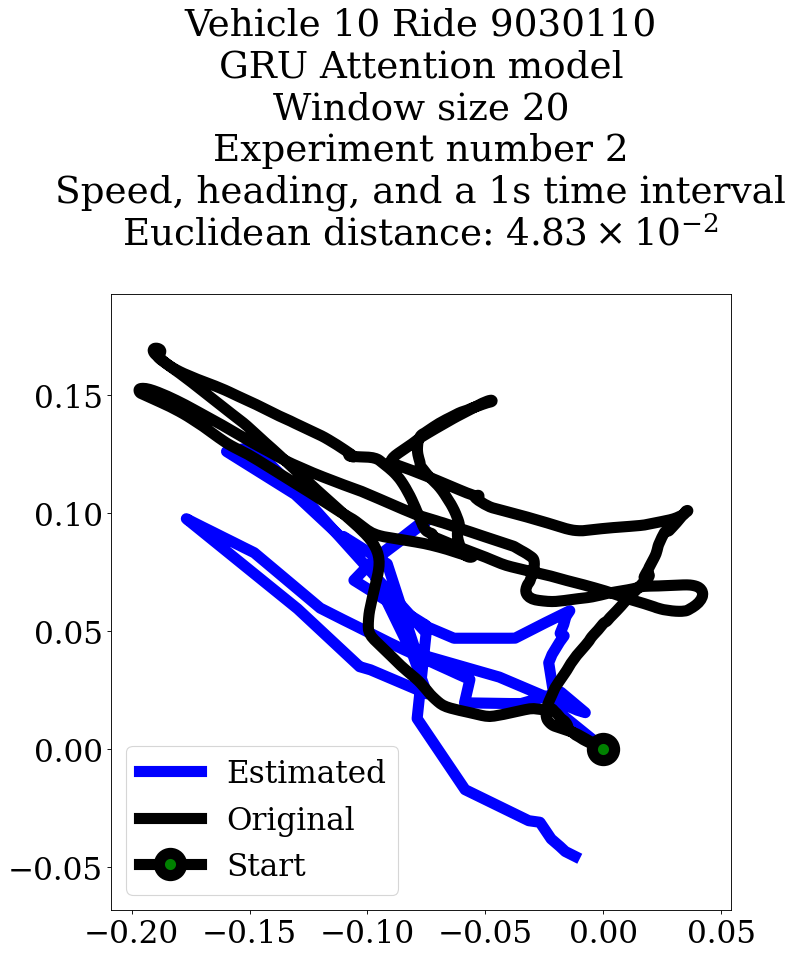 Vehicle 10 Ride 9030110
GRU Attention model
Window size 20
Experiment number 2
Speed, heading, and a 1s time interval
Euclidean distance: 4.83 × 10⁻²
0.15
0.10
0.05
0.00
−0.05
Estimated
Original
Start
−0.20 −0.15 −0.10 −0.05 0.00 0.05